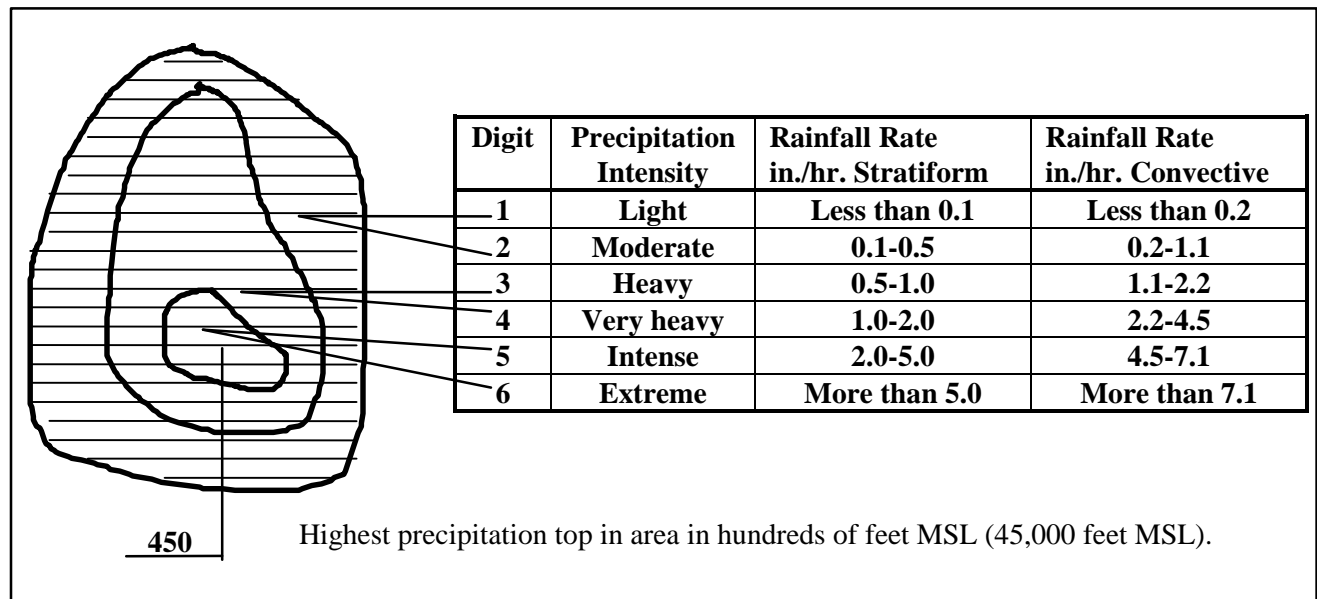 Digit Precipitation Intensity Rainfall Rate in./hr. Stratiform Rainfall Rate in./hr. Convective
1 Light Less than 0.1 Less than 0.2
2 Moderate 0.1-0.5 0.2-1.1
3 Heavy 0.5-1.0 1.1-2.2
4 Very heavy 1.0-2.0 2.2-4.5
5 Intense 2.0-5.0 4.5-7.1
6 Extreme More than 5.0 More than 7.1
450 Highest precipitation top in area in hundreds of feet MSL (45,000 feet MSL).